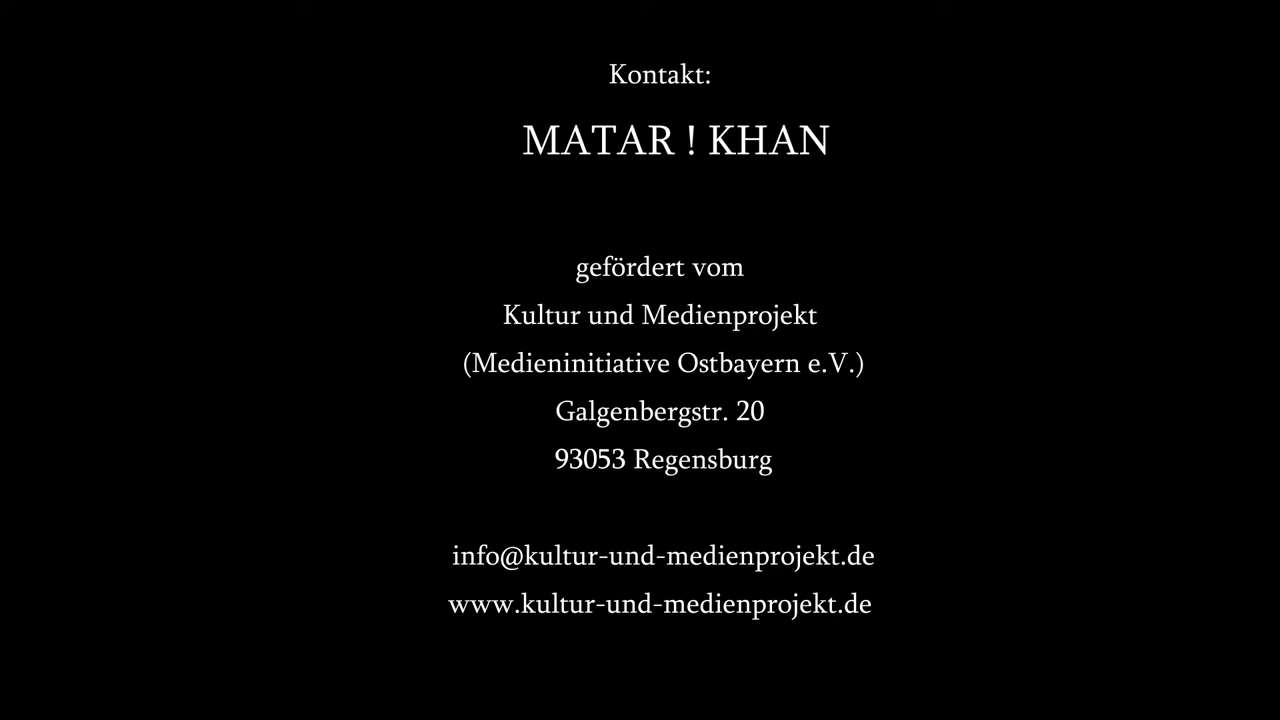 Kontakt:
MATAR ! KHAN
gefördert vom
Kultur und Medienprojekt
(Medieninitiative Ostbayern e.V.)
Galgenbergstr. 20
93053 Regensburg
info@kultur-und-medienprojekt.de
www.kultur-und-medienprojekt.de